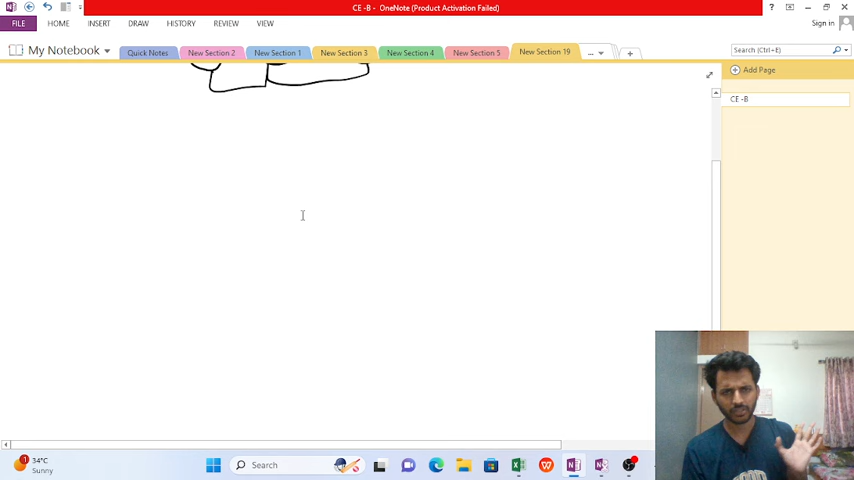 CE -B - OneNote (Product Activation Failed)
FILE HOME INSERT DRAW HISTORY REVIEW VIEW
Sign in
My Notebook
Quick Notes New Section 2 New Section 1 New Section 3 New Section 4 New Section 5 New Section 19 ...
Search (Ctrl+E)
Add Page
CE -B
1
34°C
Sunny
Search